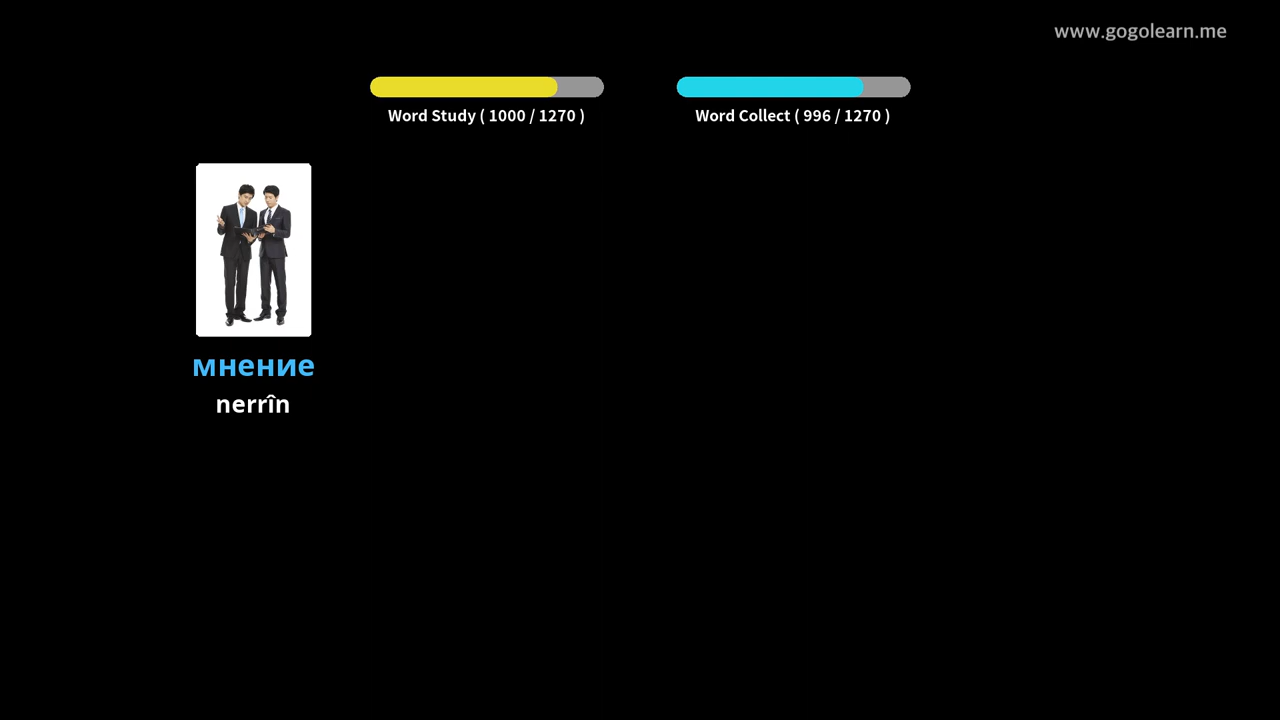 www.gogolearn.me
Word Study ( 1000 / 1270 )
Word Collect ( 996 / 1270 )
мнение
nerrîn